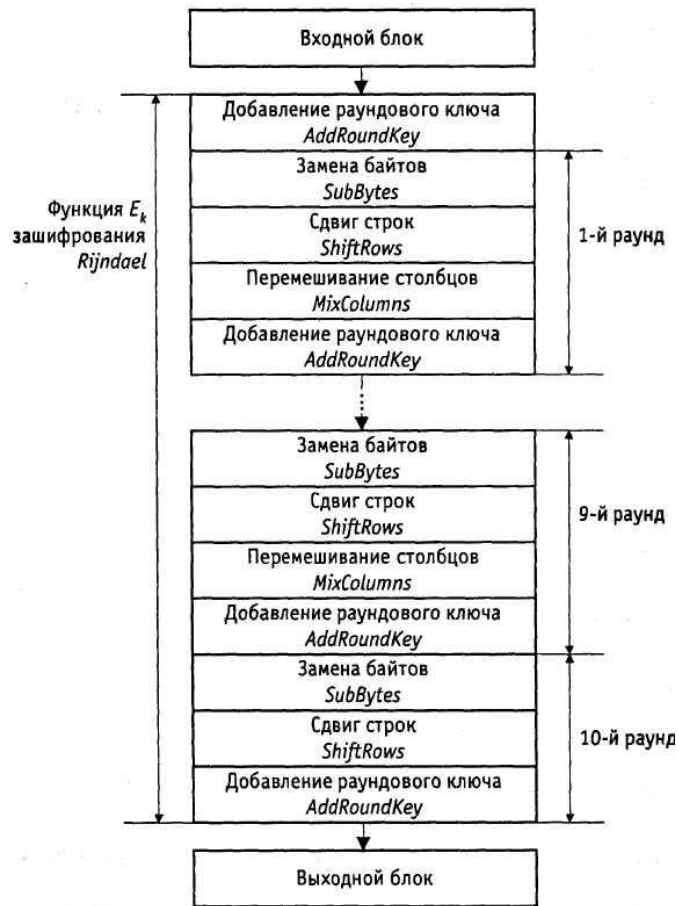 Входной блок
Добавление раундового ключа
AddRoundKey
Замена байтов
SubBytes
Функция E_k
зашифрования
Rijndael
Сдвиг строк
ShiftRows
1-й раунд
Перемешивание столбцов
MixColumns
Добавление раундового ключа
AddRoundKey
Замена байтов
SubBytes
Сдвиг строк
ShiftRows
9-й раунд
Перемешивание столбцов
MixColumns
Добавление раундового ключа
AddRoundKey
Замена байтов
SubBytes
Сдвиг строк
ShiftRows
10-й раунд
Добавление раундового ключа
AddRoundKey
Выходной блок